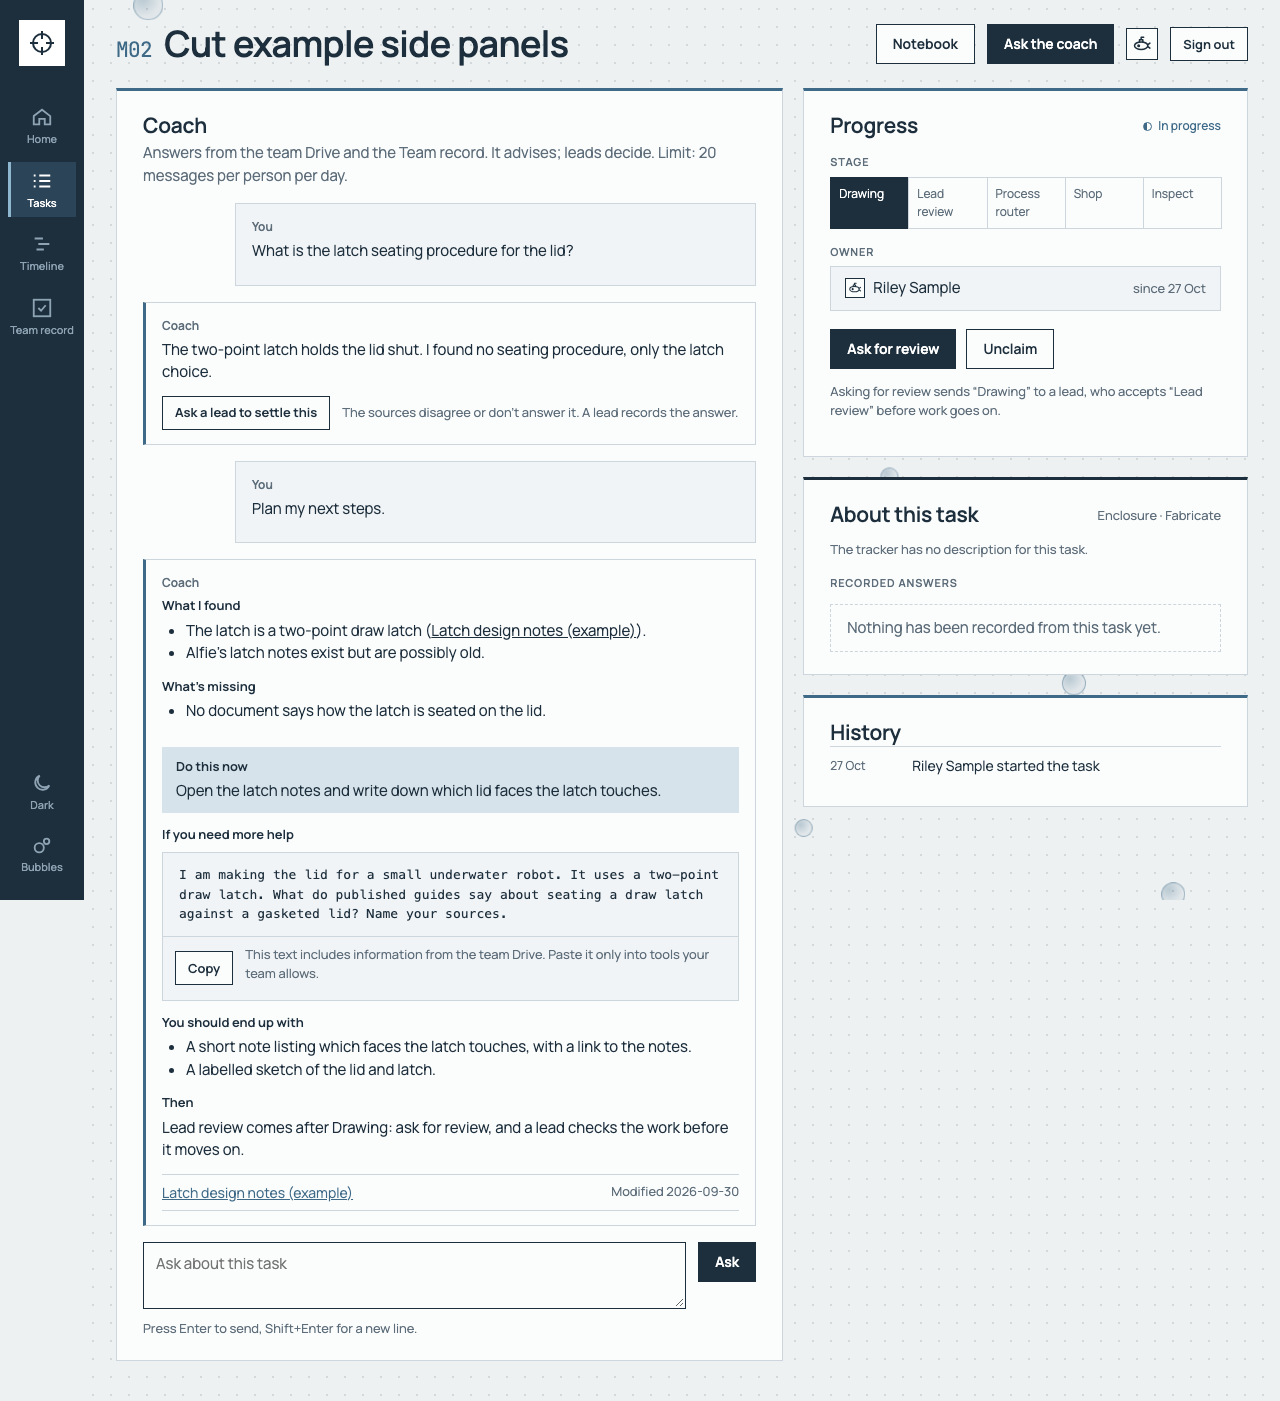 Home
Tasks
Timeline
Team record
Dark
Bubbles
M02 Cut example side panels
Notebook
Ask the coach
Sign out
Coach
Answers from the team Drive and the Team record. It advises; leads decide. Limit: 20
messages per person per day.
You
What is the latch seating procedure for the lid?
Coach
The two-point latch holds the lid shut. I found no seating procedure, only the latch
choice.
Ask a lead to settle this
The sources disagree or don't answer it. A lead records the answer.
You
Plan my next steps.
Coach
What I found
• The latch is a two-point draw latch (Latch design notes (example)).
• Alfie's latch notes exist but are possibly old.
What's missing
• No document says how the latch is seated on the lid.
Do this now
Open the latch notes and write down which lid faces the latch touches.
If you need more help
I am making the lid for a small underwater robot. It uses a two-point
draw latch. What do published guides say about seating a draw latch
against a gasketed lid? Name your sources.
Copy
This text includes information from the team Drive. Paste it only into tools your
team allows.
You should end up with
• A short note listing which faces the latch touches, with a link to the notes.
• A labelled sketch of the lid and latch.
Then
Lead review comes after Drawing: ask for review, and a lead checks the work before
it moves on.
Latch design notes (example)
Modified 2026-09-30
Ask about this task
Ask
Press Enter to send, Shift+Enter for a new line.
Progress
In progress
STAGE
Drawing
Lead
review
Process
router
Shop
Inspect
OWNER
Riley Sample
since 27 Oct
Ask for review
Unclaim
Asking for review sends “Drawing” to a lead, who accepts “Lead
review” before work goes on.
About this task
Enclosure · Fabricate
The tracker has no description for this task.
RECORDED ANSWERS
Nothing has been recorded from this task yet.
History
27 Oct
Riley Sample started the task